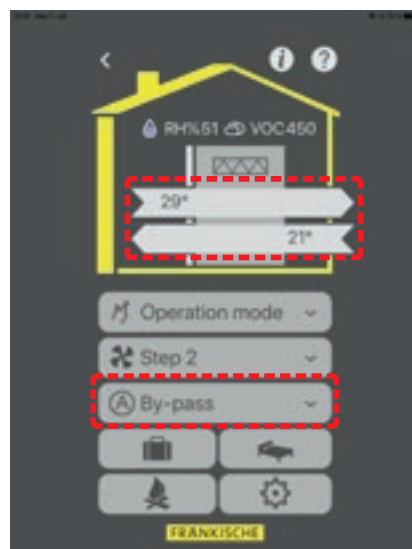 RH%51 VOC450
29°
21°
Operation mode
Step 2
A By-pass
FRÄNKISCHE